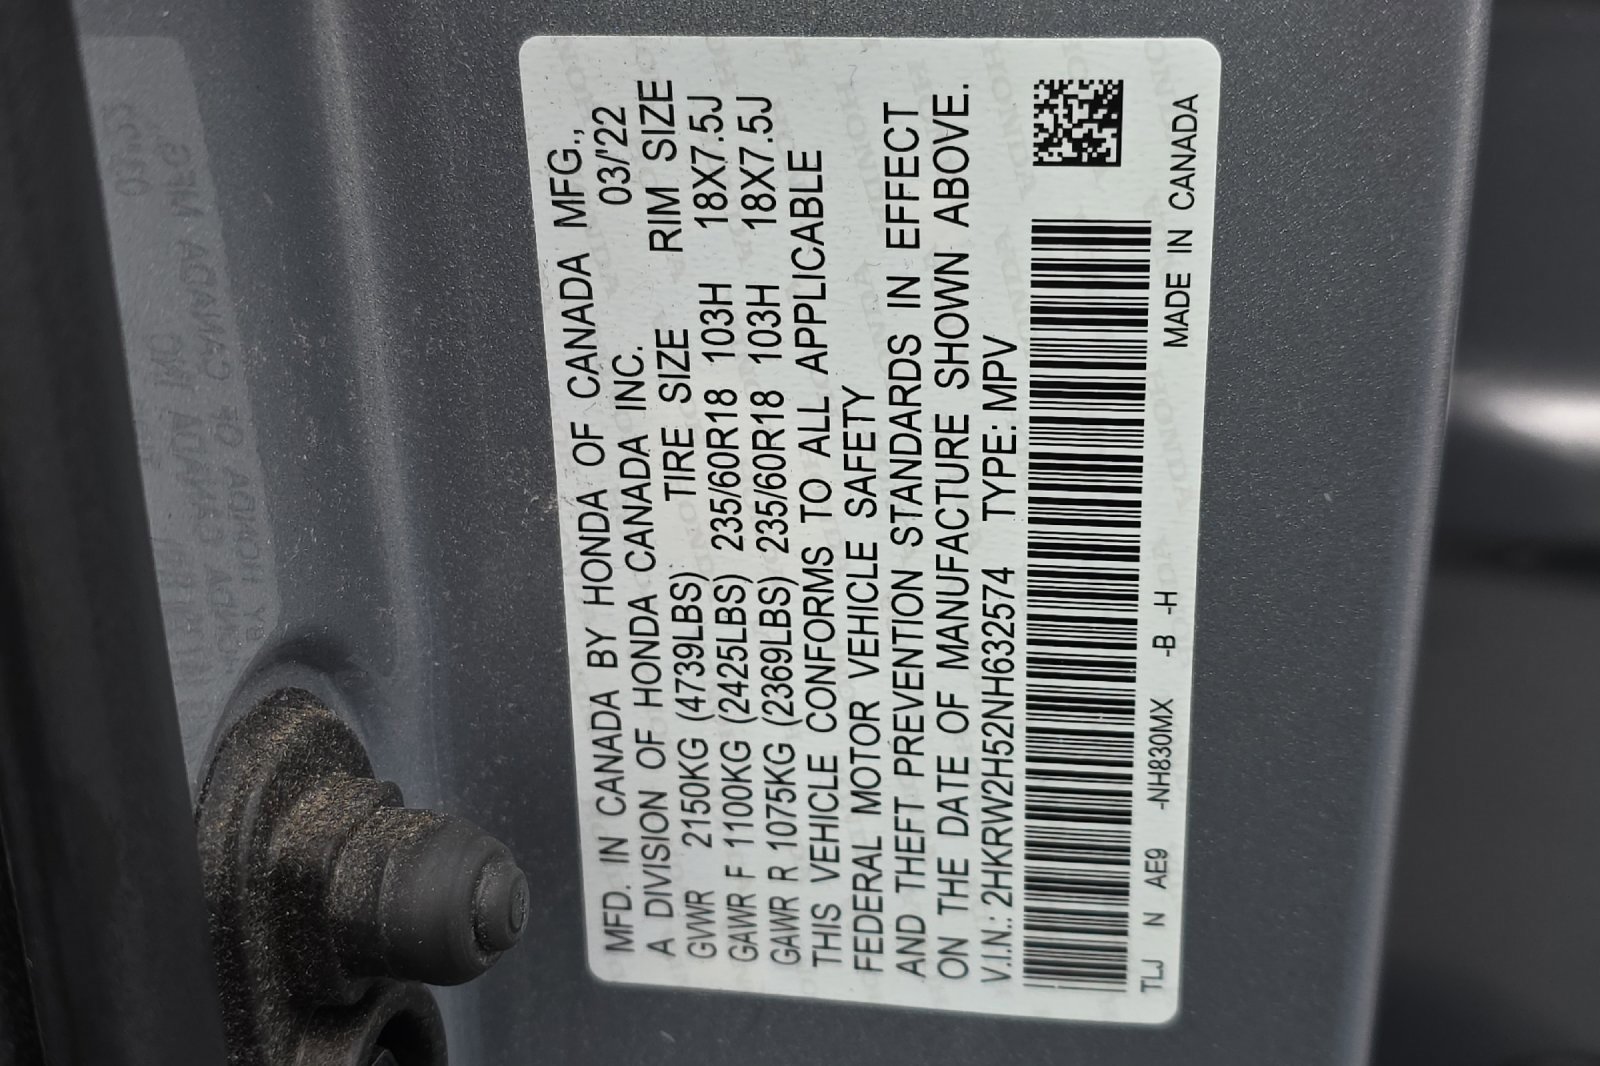 MFD. IN CANADA BY HONDA OF CANADA MFG.,
A DIVISION OF HONDA CANADA INC. 03/'22
GVWR 2150KG (4739LBS) TIRE SIZE RIM SIZE
GAWR F 1100KG (2425LBS) 235/60R18 103H 18X7.5J
GAWR R 1075KG (2369LBS) 235/60R18 103H 18X7.5J
THIS VEHICLE CONFORMS TO ALL APPLICABLE
FEDERAL MOTOR VEHICLE SAFETY
AND THEFT PREVENTION STANDARDS IN EFFECT
ON THE DATE OF MANUFACTURE SHOWN ABOVE.
V.I.N.: 2HKRW2H52NH632574 TYPE: MPV
TLJ N AE9 -NH830MX -B -H MADE IN CANADA